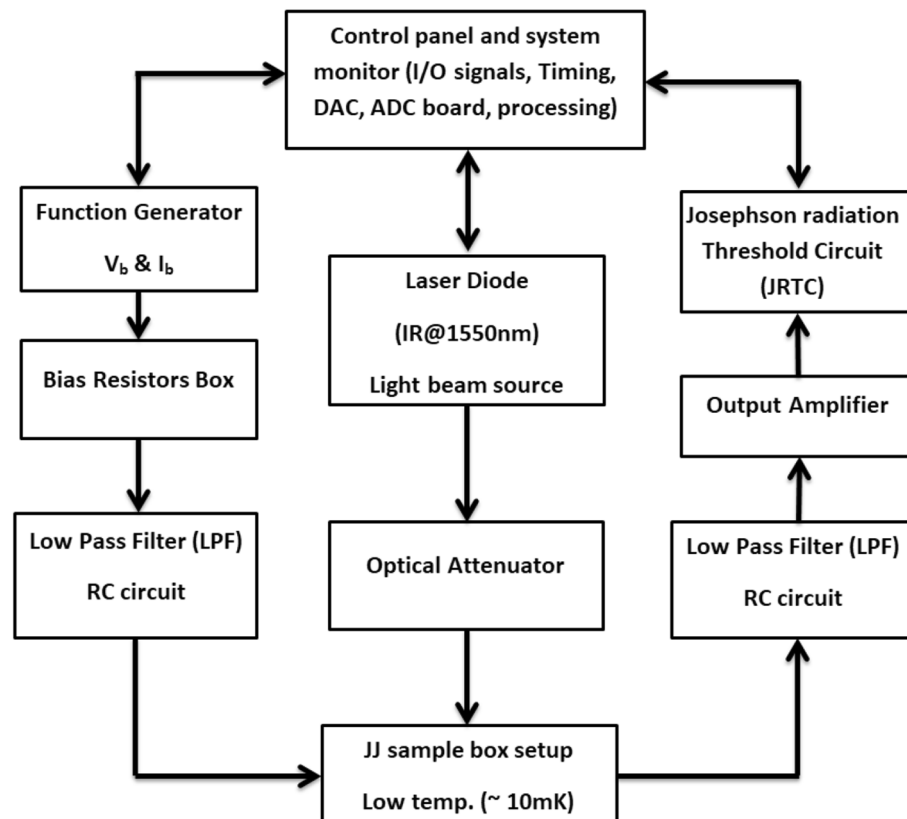 Control panel and system
monitor (I/O signals, Timing,
DAC, ADC board, processing)
Function Generator
V_b & I_b
Bias Resistors Box
Low Pass Filter (LPF)
RC circuit
Laser Diode
(IR@1550nm)
Light beam source
Optical Attenuator
JJ sample box setup
Low temp. (~ 10mK)
Josephson radiation
Threshold Circuit
(JRTC)
Output Amplifier
Low Pass Filter (LPF)
RC circuit